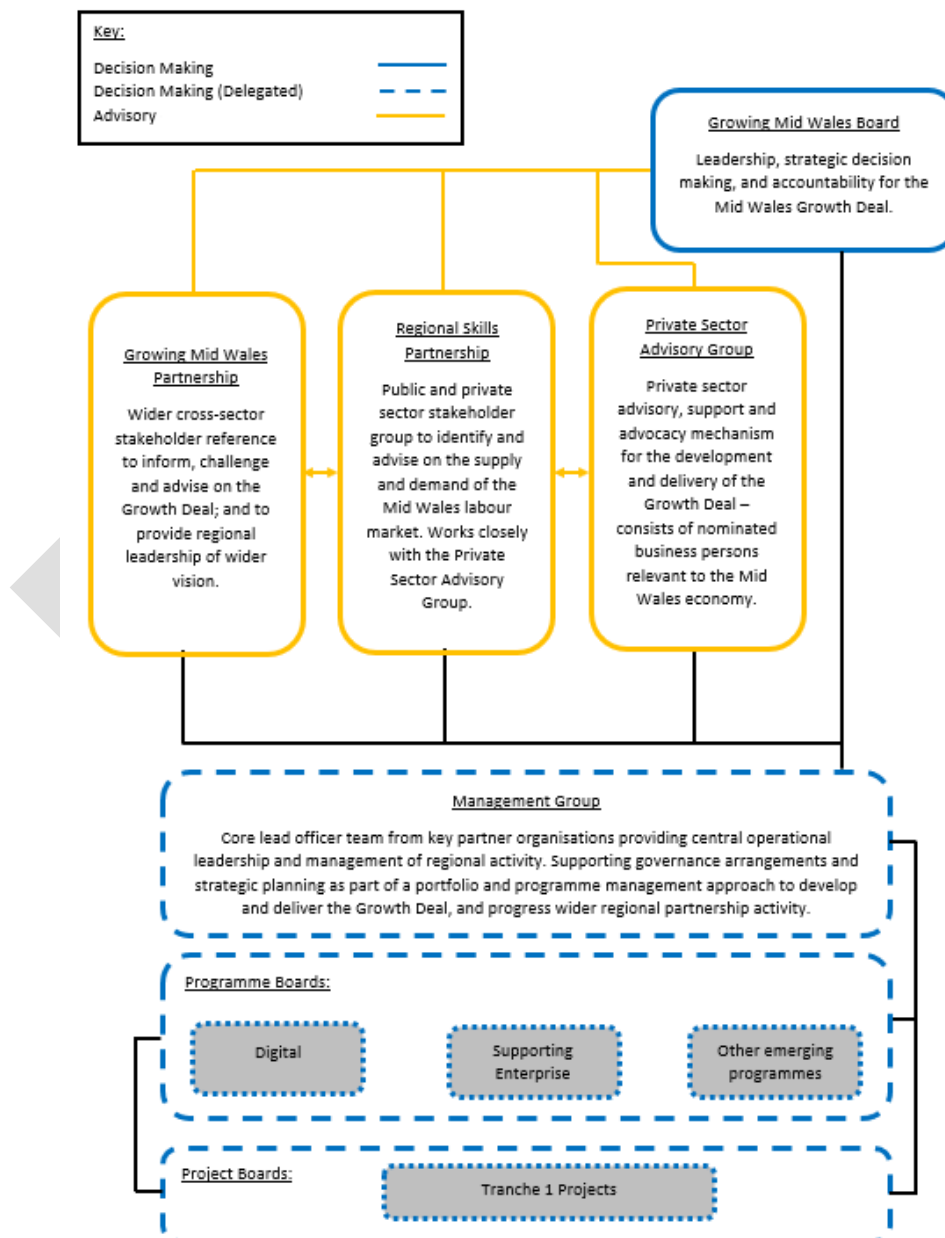 Key:
Decision Making
Decision Making (Delegated)
Advisory
Growing Mid Wales Board
Leadership, strategic decision
making, and accountability for the
Mid Wales Growth Deal.
Growing Mid Wales
Partnership
Wider cross-sector
stakeholder reference
to inform, challenge
and advise on the
Growth Deal; and to
provide regional
leadership of wider
vision.
Regional Skills
Partnership
Public and private
sector stakeholder
group to identify and
advise on the supply
and demand of the
Mid Wales labour
market. Works closely
with the Private
Sector Advisory
Group.
Private Sector
Advisory Group
Private sector
advisory, support and
advocacy mechanism
for the development
and delivery of the
Growth Deal –
consists of nominated
business persons
relevant to the Mid
Wales economy.
Management Group
Core lead officer team from key partner organisations providing central operational
leadership and management of regional activity. Supporting governance arrangements and
strategic planning as part of a portfolio and programme management approach to develop
and deliver the Growth Deal, and progress wider regional partnership activity.
Programme Boards:
Digital
Supporting
Enterprise
Other emerging
programmes
Project Boards:
Tranche 1 Projects